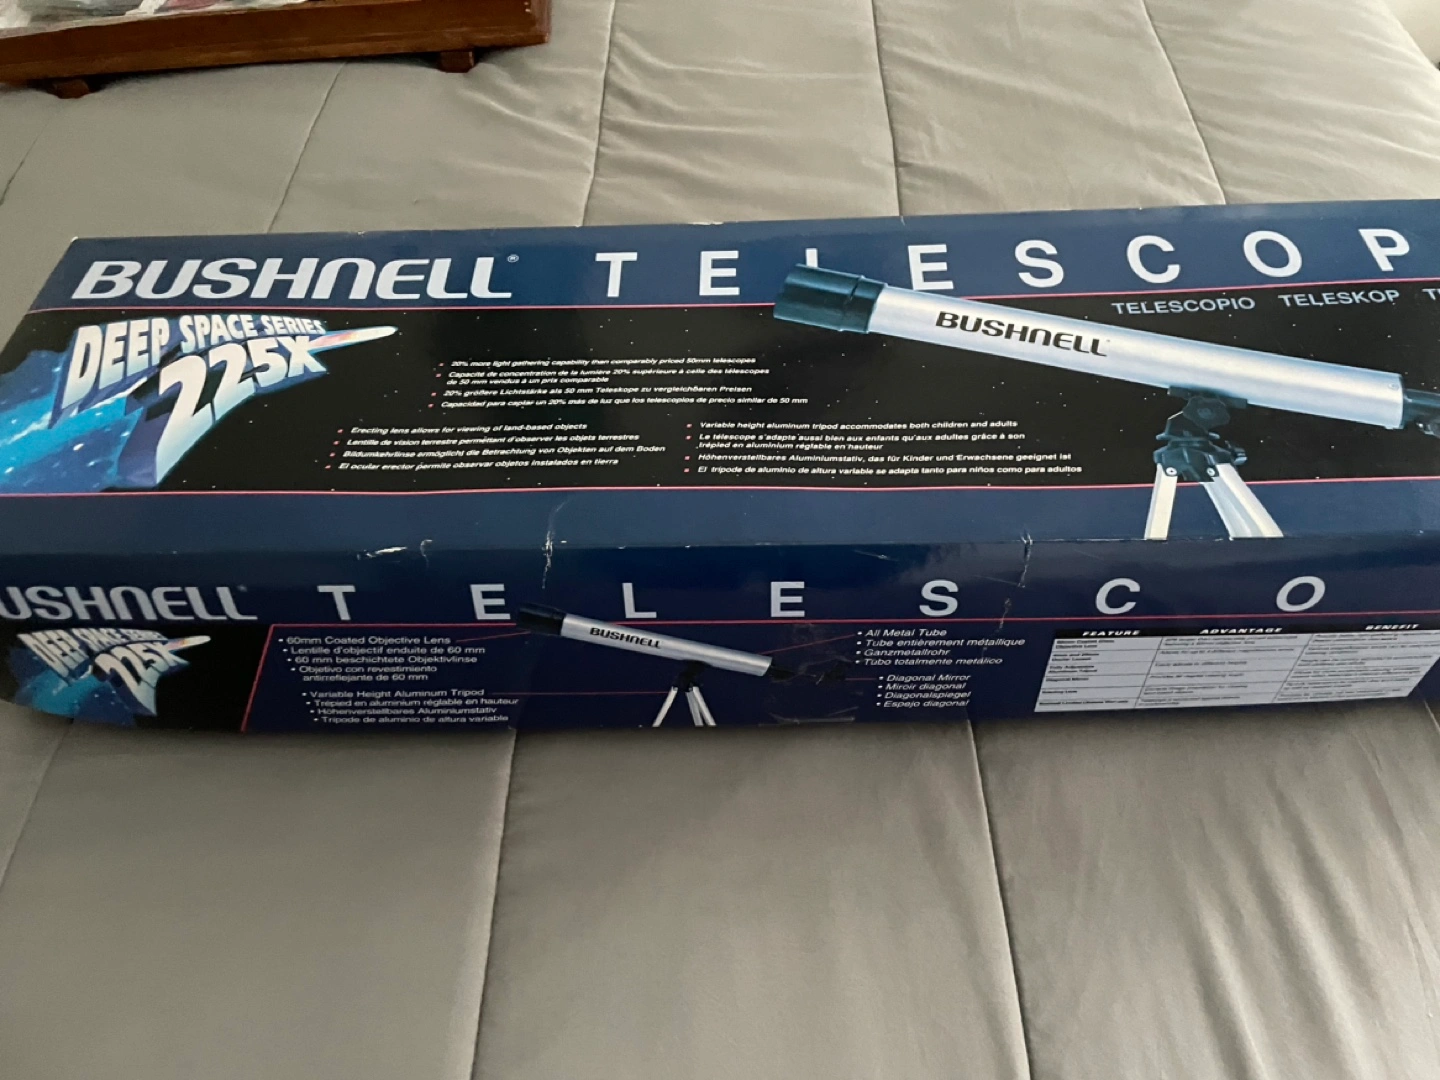 BUSHNELL® TELESCOP
TELESCOPIO TELESKOP
DEEP SPACE SERIES
225X
BUSHNELL
• 20% more light gathering capability than comparably priced 50mm telescopes
• Capacité de concentration de la lumière 20% supérieure à celle des télescopes
de 50 mm vendus à un prix comparable
• 20% größere Lichtstärke als 50 mm Teleskope zu vergleichbaren Preisen
• Capacidad para captar un 20% más de luz que los telescopios de precio similar de 50 mm
• Erecting lens allows for viewing of land-based objects
• Lentille de vision terrestre permettant d'observer les objets terrestres
• Bildumkehrlinse ermöglicht die Betrachtung von Objekten auf dem Boden
• El ocular erector permite observar objetos instalados en tierra
• Variable height aluminum tripod accommodates both children and adults
• Le télescope s'adapte aussi bien aux enfants qu'aux adultes grâce à son
trépied en aluminium réglable en hauteur
• Höhenverstellbares Aluminiumstativ, das für Kinder und Erwachsene geeignet ist
• El trípode de aluminio de altura variable se adapta tanto para niños como para adultos
USHNELL® TELESCO
DEEP SPACE SERIES
225X
• 60mm Coated Objective Lens
• Lentille d'objectif enduite de 60 mm
• 60 mm beschichtete Objektivlinse
• Objetivo con revestimiento
antirreflejante de 60 mm
• Variable Height Aluminum Tripod
• Trépied en aluminium réglable en hauteur
• Höhenverstellbares Aluminiumstativ
• Trípode de aluminio de altura variable
BUSHNELL
• All Metal Tube
• Tube entièrement métallique
• Ganzmetallrohr
• Tubo totalmente metálico
• Diagonal Mirror
• Miroir diagonal
• Diagonalspiegel
• Espejo diagonal
FEATURE ADVANTAGE BENEFIT
Objective Lens
Diagonal Mirror
Erecting Lens